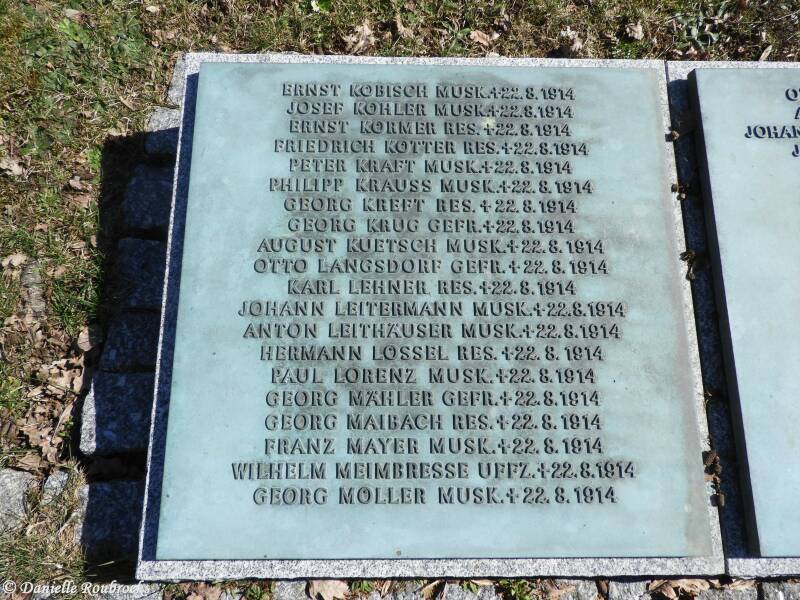 ERNST KOBISCH MUSK.✝22.8.1914
JOSEF KÖHLER MUSK.✝22.8.1914
ERNST KÖRMER RES.✝22.8.1914
FRIEDRICH KOTTER RES.✝22.8.1914
PETER KRAFT MUSK.✝22.8.1914
PHILIPP KRAUSS MUSK.✝22.8.1914
GEORG KREFT RES.✝22.8.1914
GEORG KRUG GEFR.✝22.8.1914
AUGUST KUETSCH MUSK.✝22.8.1914
OTTO LANGSDORF GEFR.✝22.8.1914
KARL LEHNER RES.✝22.8.1914
JOHANN LEITERMANN MUSK.✝22.8.1914
ANTON LEITHÄUSER MUSK.✝22.8.1914
HERMANN LÖSSEL RES.✝22.8.1914
PAUL LORENZ MUSK.✝22.8.1914
GEORG MÄHLER GEFR.✝22.8.1914
GEORG MAIBACH RES.✝22.8.1914
FRANZ MAYER MUSK.✝22.8.1914
WILHELM MEIMBRESSE UFFZ.✝22.8.1914
GEORG MÖLLER MUSK.✝22.8.1914
JOHAN
© Danielle Roubroeks